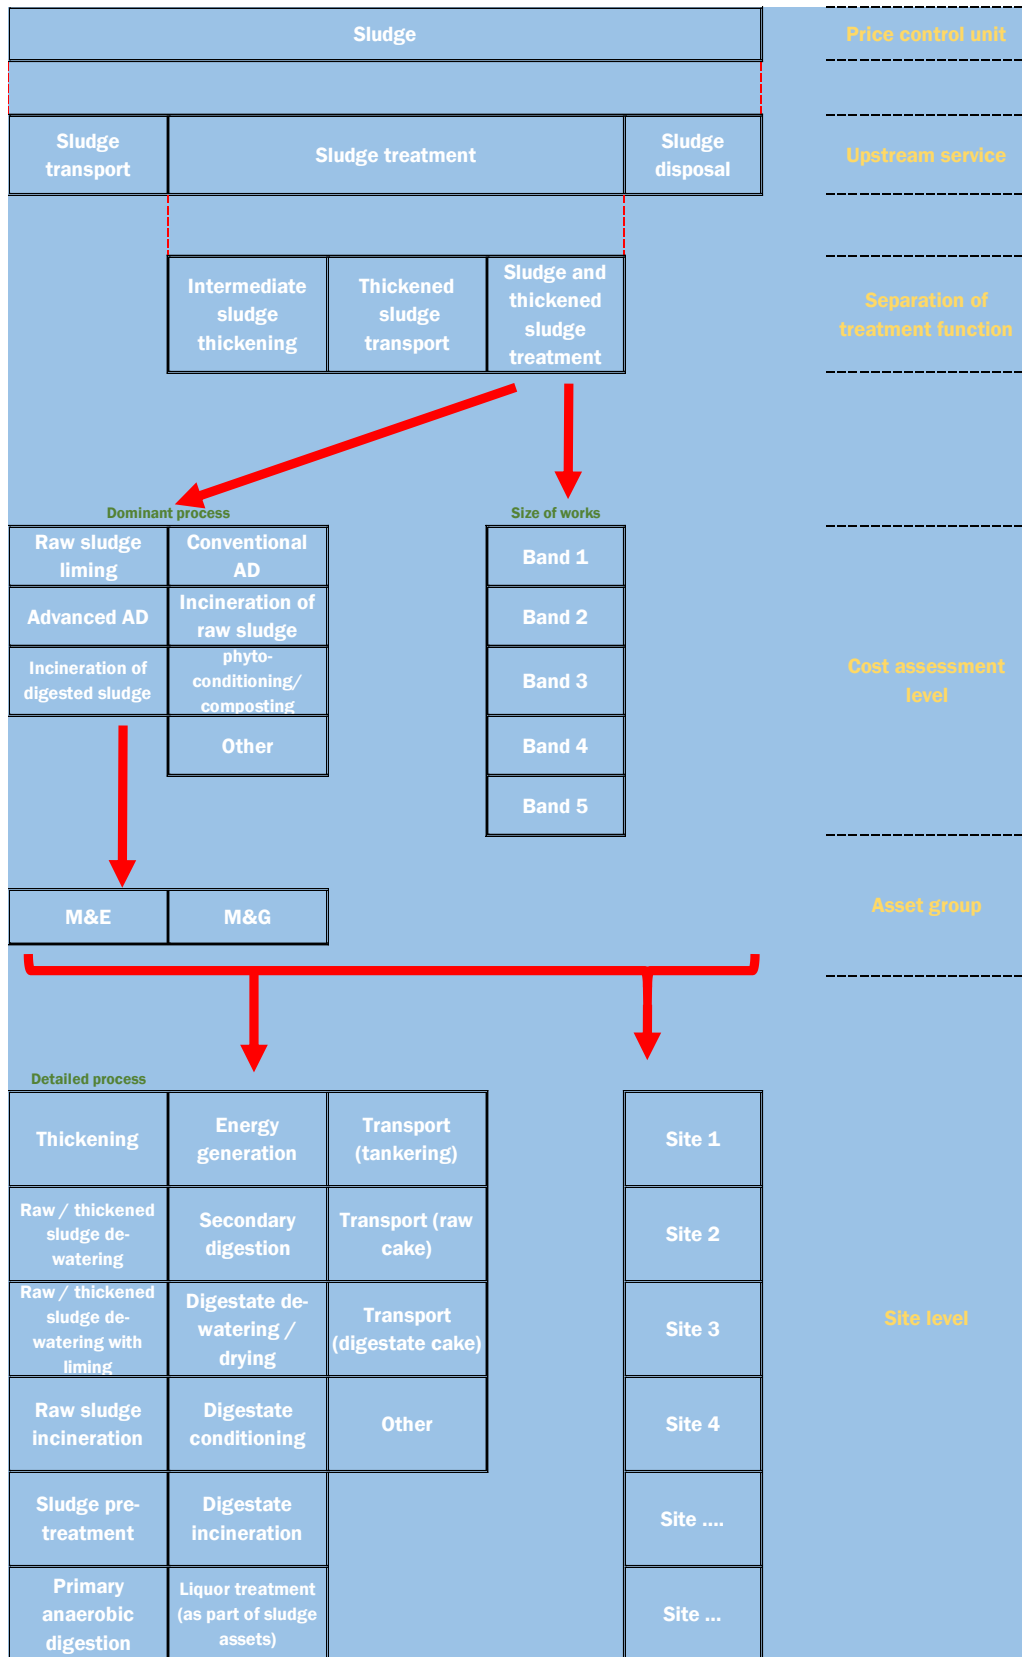 Sludge
Price control unit
Sludge
transport
Sludge treatment
Sludge
disposal
Upstream service
Intermediate
sludge
thickening
Thickened
sludge
transport
Sludge and
thickened
sludge
treatment
Separation of
treatment function
Dominant process
Size of works
Raw sludge
liming
Conventional
AD
Band 1
Advanced AD
Incineration of
raw sludge
Band 2
Incineration of
digested sludge
phyto-
conditioning/
composting
Band 3
Cost assessment
level
Other
Band 4
Band 5
M&E
M&G
Asset group
Detailed process
Thickening
Energy
generation
Transport
(tankering)
Site 1
Raw / thickened
sludge de-
watering
Secondary
digestion
Transport (raw
cake)
Site 2
Raw / thickened
sludge de-
watering with
liming
Digestate de-
watering /
drying
Transport
(digestate cake)
Site 3
Site level
Raw sludge
incineration
Digestate
conditioning
Other
Site 4
Sludge pre-
treatment
Digestate
incineration
Site ....
Primary
anaerobic
digestion
Liquor treatment
(as part of sludge
assets)
Site ...